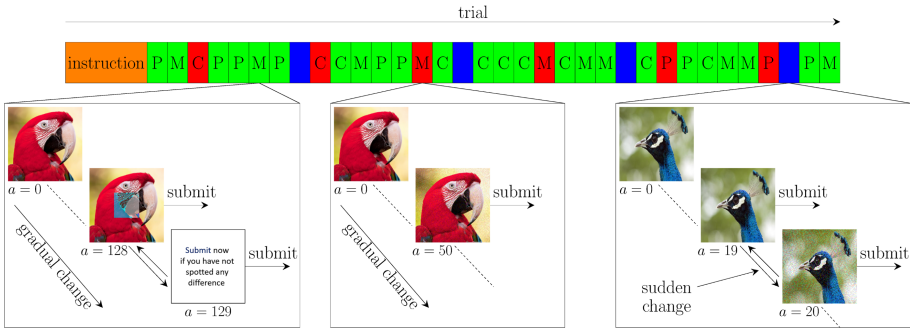 trial
instruction P M C P P M P C C M P P M C C C C M C M M C P P C M M P P M
a = 0
submit
a = 128
gradual change
Submit now
if you have not
spotted any
difference
submit
a = 129
a = 0
submit
a = 50
gradual change
a = 0
submit
a = 19
sudden
change
submit
a = 20